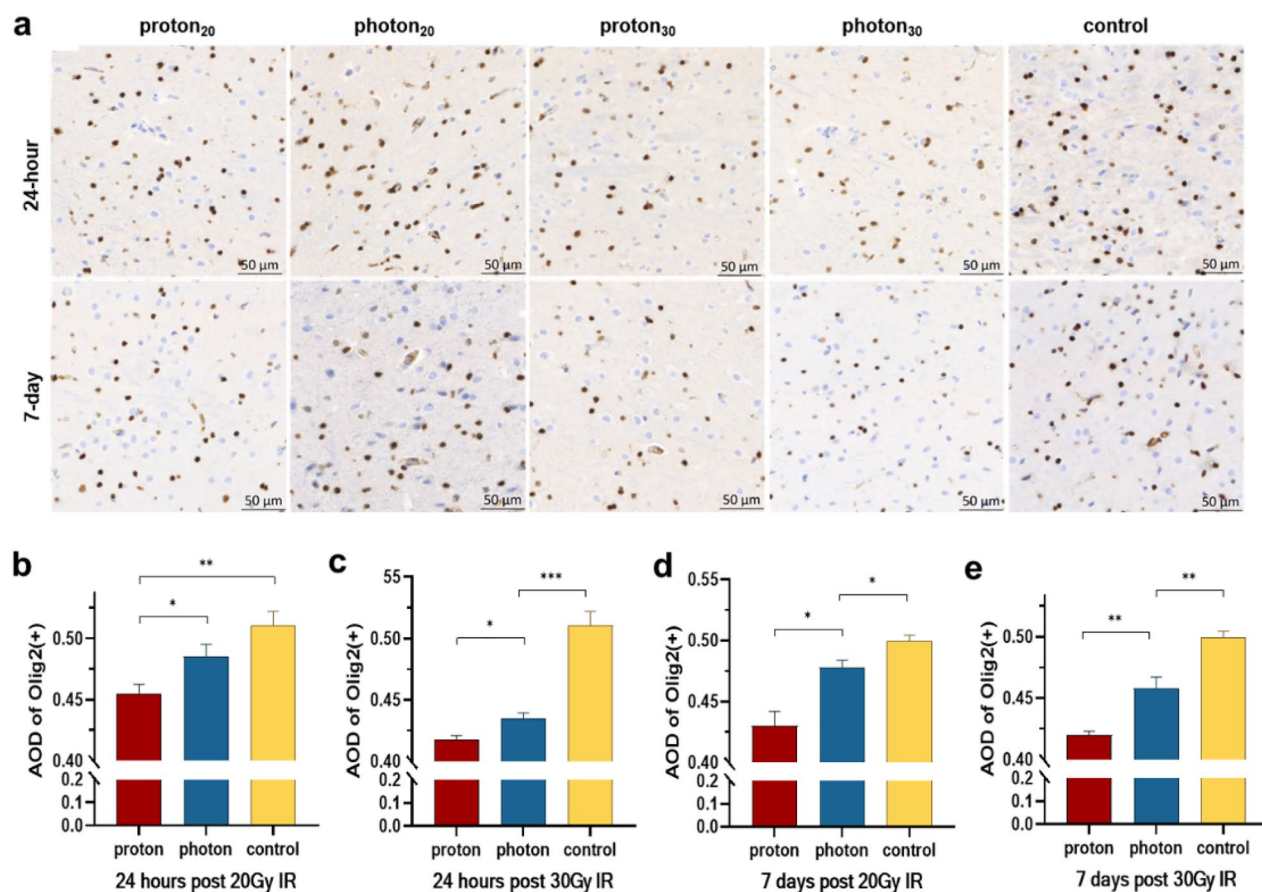 a
proton20 photon20 proton30 photon30 control
24-hour
50 µm 50 µm 50 µm 50 µm 50 µm
7-day
50 µm 50 µm 50 µm 50 µm 50 µm
b
AOD of Olig2(+)
0.50
0.45
0.40
0.2
0.1
0.0
**
*
proton photon control
24 hours post 20Gy IR
c
AOD of Olig2(+)
55
0.50
0.45
0.40
0.2
0.1
0.0
***
*
proton photon control
24 hours post 30Gy IR
d
AOD of Olig2(+)
0.55
0.50
0.45
0.40
0.2
0.1
0.0
*
*
proton photon control
7 days post 20Gy IR
e
AOD of Olig2(+)
0.50
0.45
0.40
0.2
0.1
0.0
**
**
proton photon control
7 days post 30Gy IR